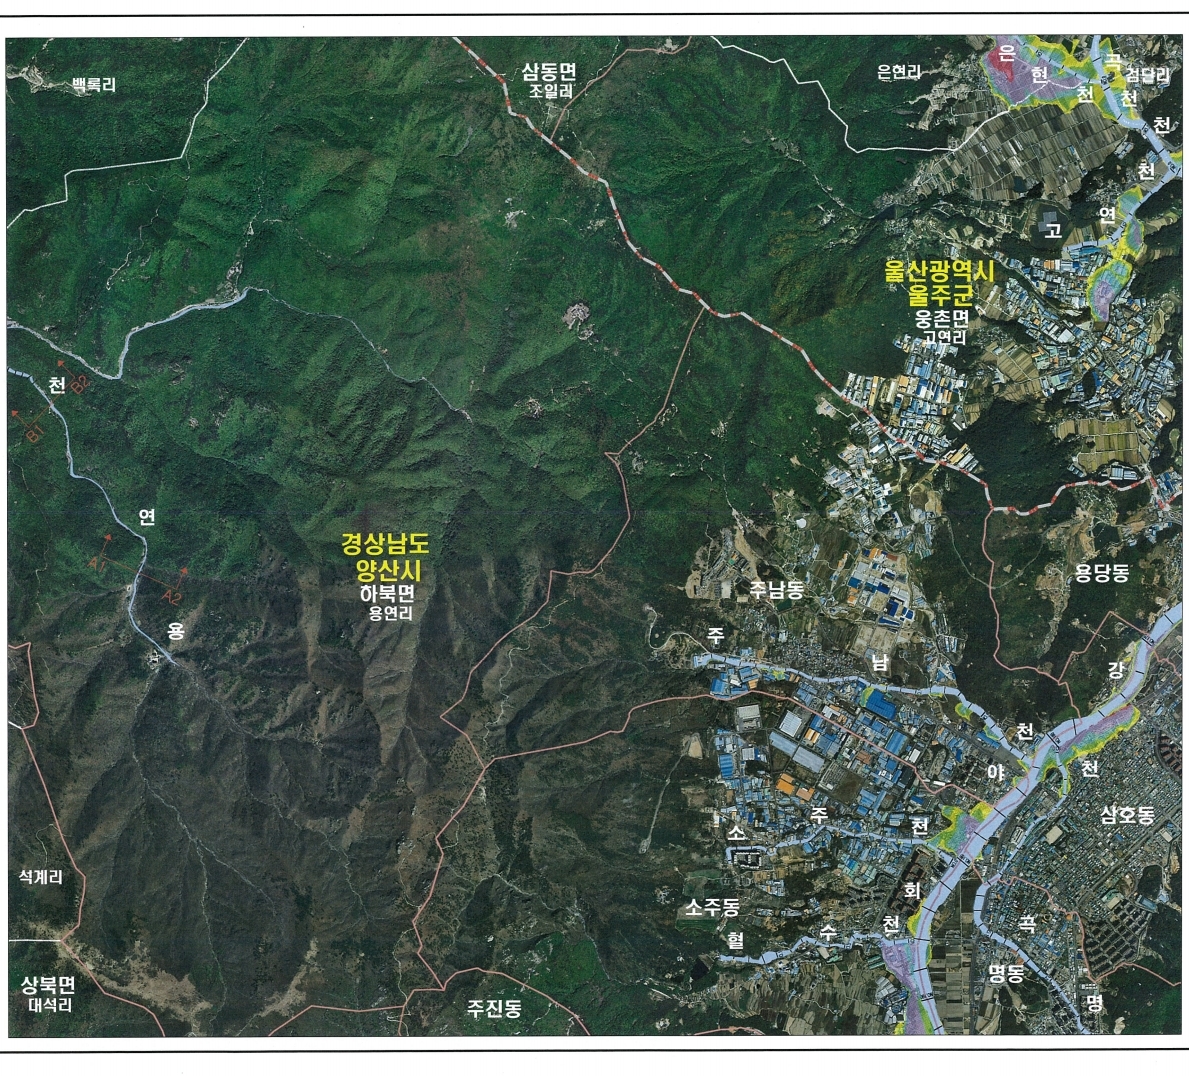 백록리
삼동면
조일리
은현리
은
현
천
곡
검단리
천
천
천
연
고
울산광역시
울주군
웅촌면
고연리
천
B2
B1
연
A1
A2
용
경상남도
양산시
하북면
용연리
주남동
용당동
주
남
천
강
야
천
삼호동
소
주
천
회
석계리
소주동
혈
수
천
곡
명동
명
상북면
대석리
주진동